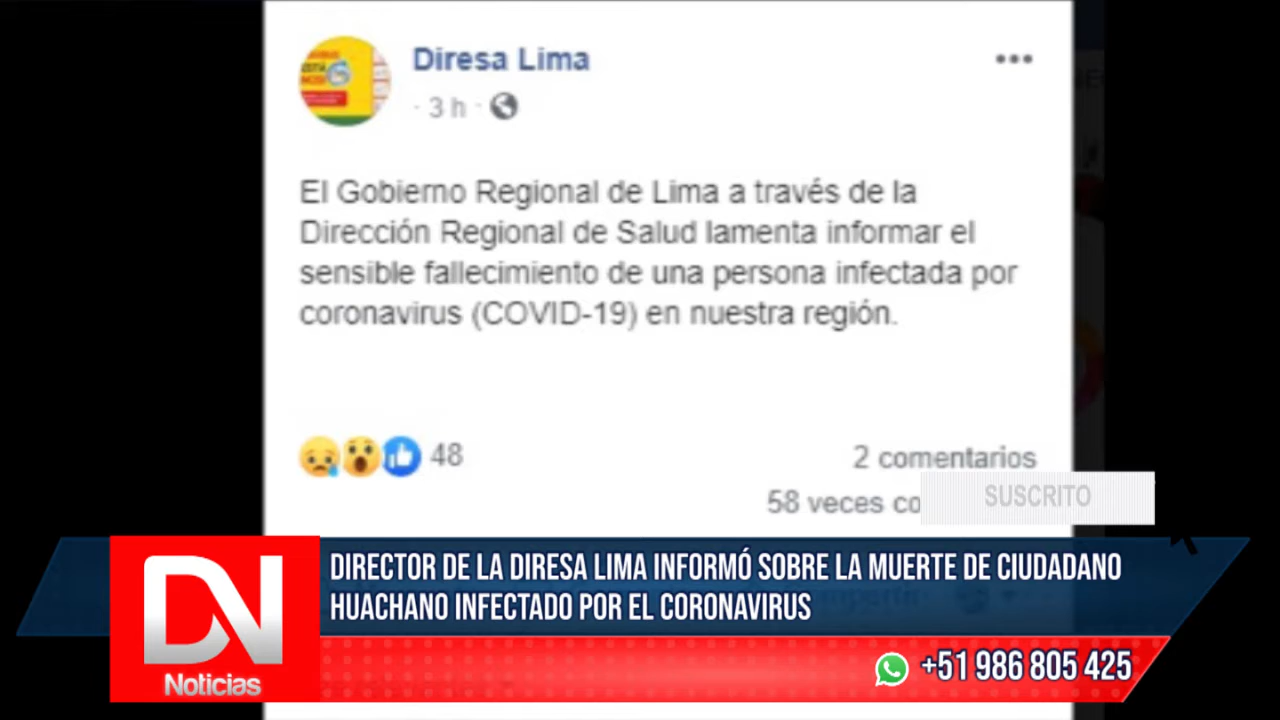 Diresa Lima
· 3 h ·
El Gobierno Regional de Lima a través de la
Dirección Regional de Salud lamenta informar el
sensible fallecimiento de una persona infectada por
coronavirus (COVID-19) en nuestra región.
48
2 comentarios
58 veces
SUSCRITO
DIRECTOR DE LA DIRESA LIMA INFORMÓ SOBRE LA MUERTE DE CIUDADANO
HUACHANO INFECTADO POR EL CORONAVIRUS
DN
Noticias
+51 986 805 425